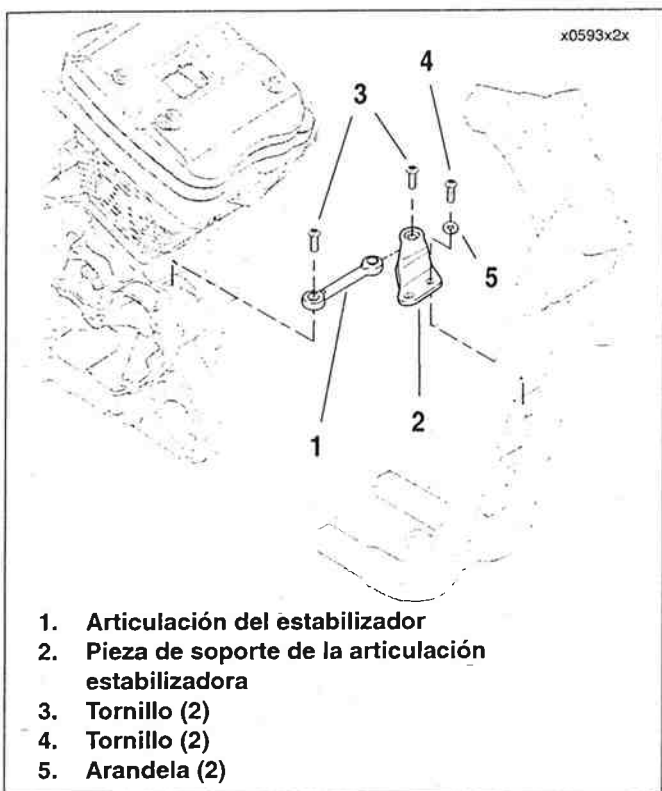 x0593x2x
4
3
5
2
1
1. Articulación del estabilizador
2. Pieza de soporte de la articulación
estabilizadora
3. Tornillo (2)
4. Tornillo (2)
5. Arandela (2)